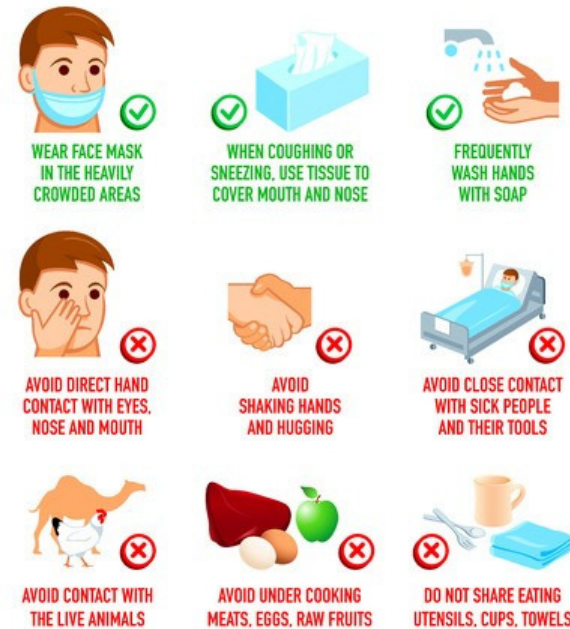 WEAR FACE MASK
IN THE HEAVILY
CROWDED AREAS
WHEN COUGHING OR
SNEEZING, USE TISSUE TO
COVER MOUTH AND NOSE
FREQUENTLY
WASH HANDS
WITH SOAP
AVOID DIRECT HAND
CONTACT WITH EYES,
NOSE AND MOUTH
AVOID
SHAKING HANDS
AND HUGGING
AVOID CLOSE CONTACT
WITH SICK PEOPLE
AND THEIR TOOLS
AVOID CONTACT WITH
THE LIVE ANIMALS
AVOID UNDER COOKING
MEATS, EGGS, RAW FRUITS
DO NOT SHARE EATING
UTENSILS, CUPS, TOWELS